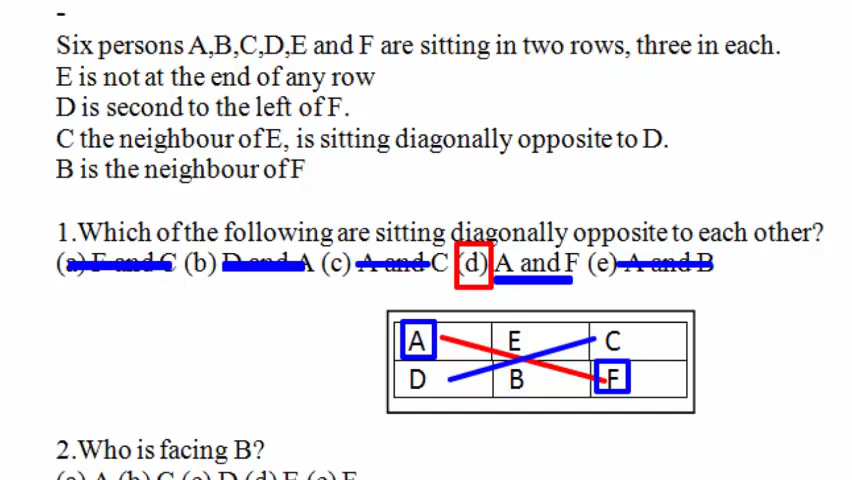 -
Six persons A,B,C,D,E and F are sitting in two rows, three in each.
E is not at the end of any row
D is second to the left of F.
C the neighbour of E, is sitting diagonally opposite to D.
B is the neighbour of F
1.Which of the following are sitting diagonally opposite to each other?
(a) F and C (b) D and A (c) A and C (d) A and F (e) A and B
A E C
D B F
2.Who is facing B?
(a) A (b) C (c) D (d) E (e) F